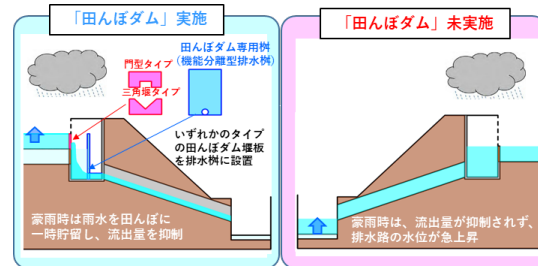 「田んぼダム」実施
門型タイプ
三角堰タイプ
田んぼダム専用桝
（機能分離型排水桝）
いずれかのタイプ
の田んぼダム堰板
を排水桝に設置
豪雨時は雨水を田んぼに
一時貯留し、流出量を抑制
「田んぼダム」未実施
豪雨時は、流出量が抑制されず、
排水路の水位が急上昇